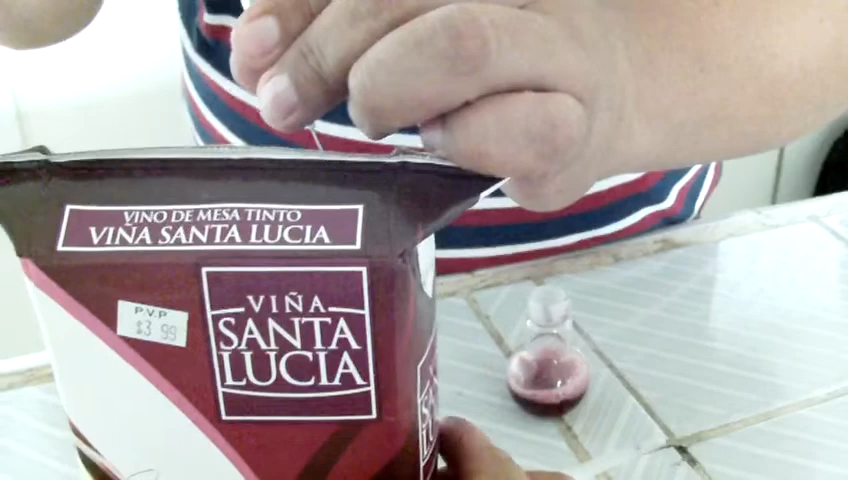 VINO DE MESA TINTO
VIÑA SANTA LUCIA
P.V.P
$3 99
VIÑA
SANTA
LUCIA